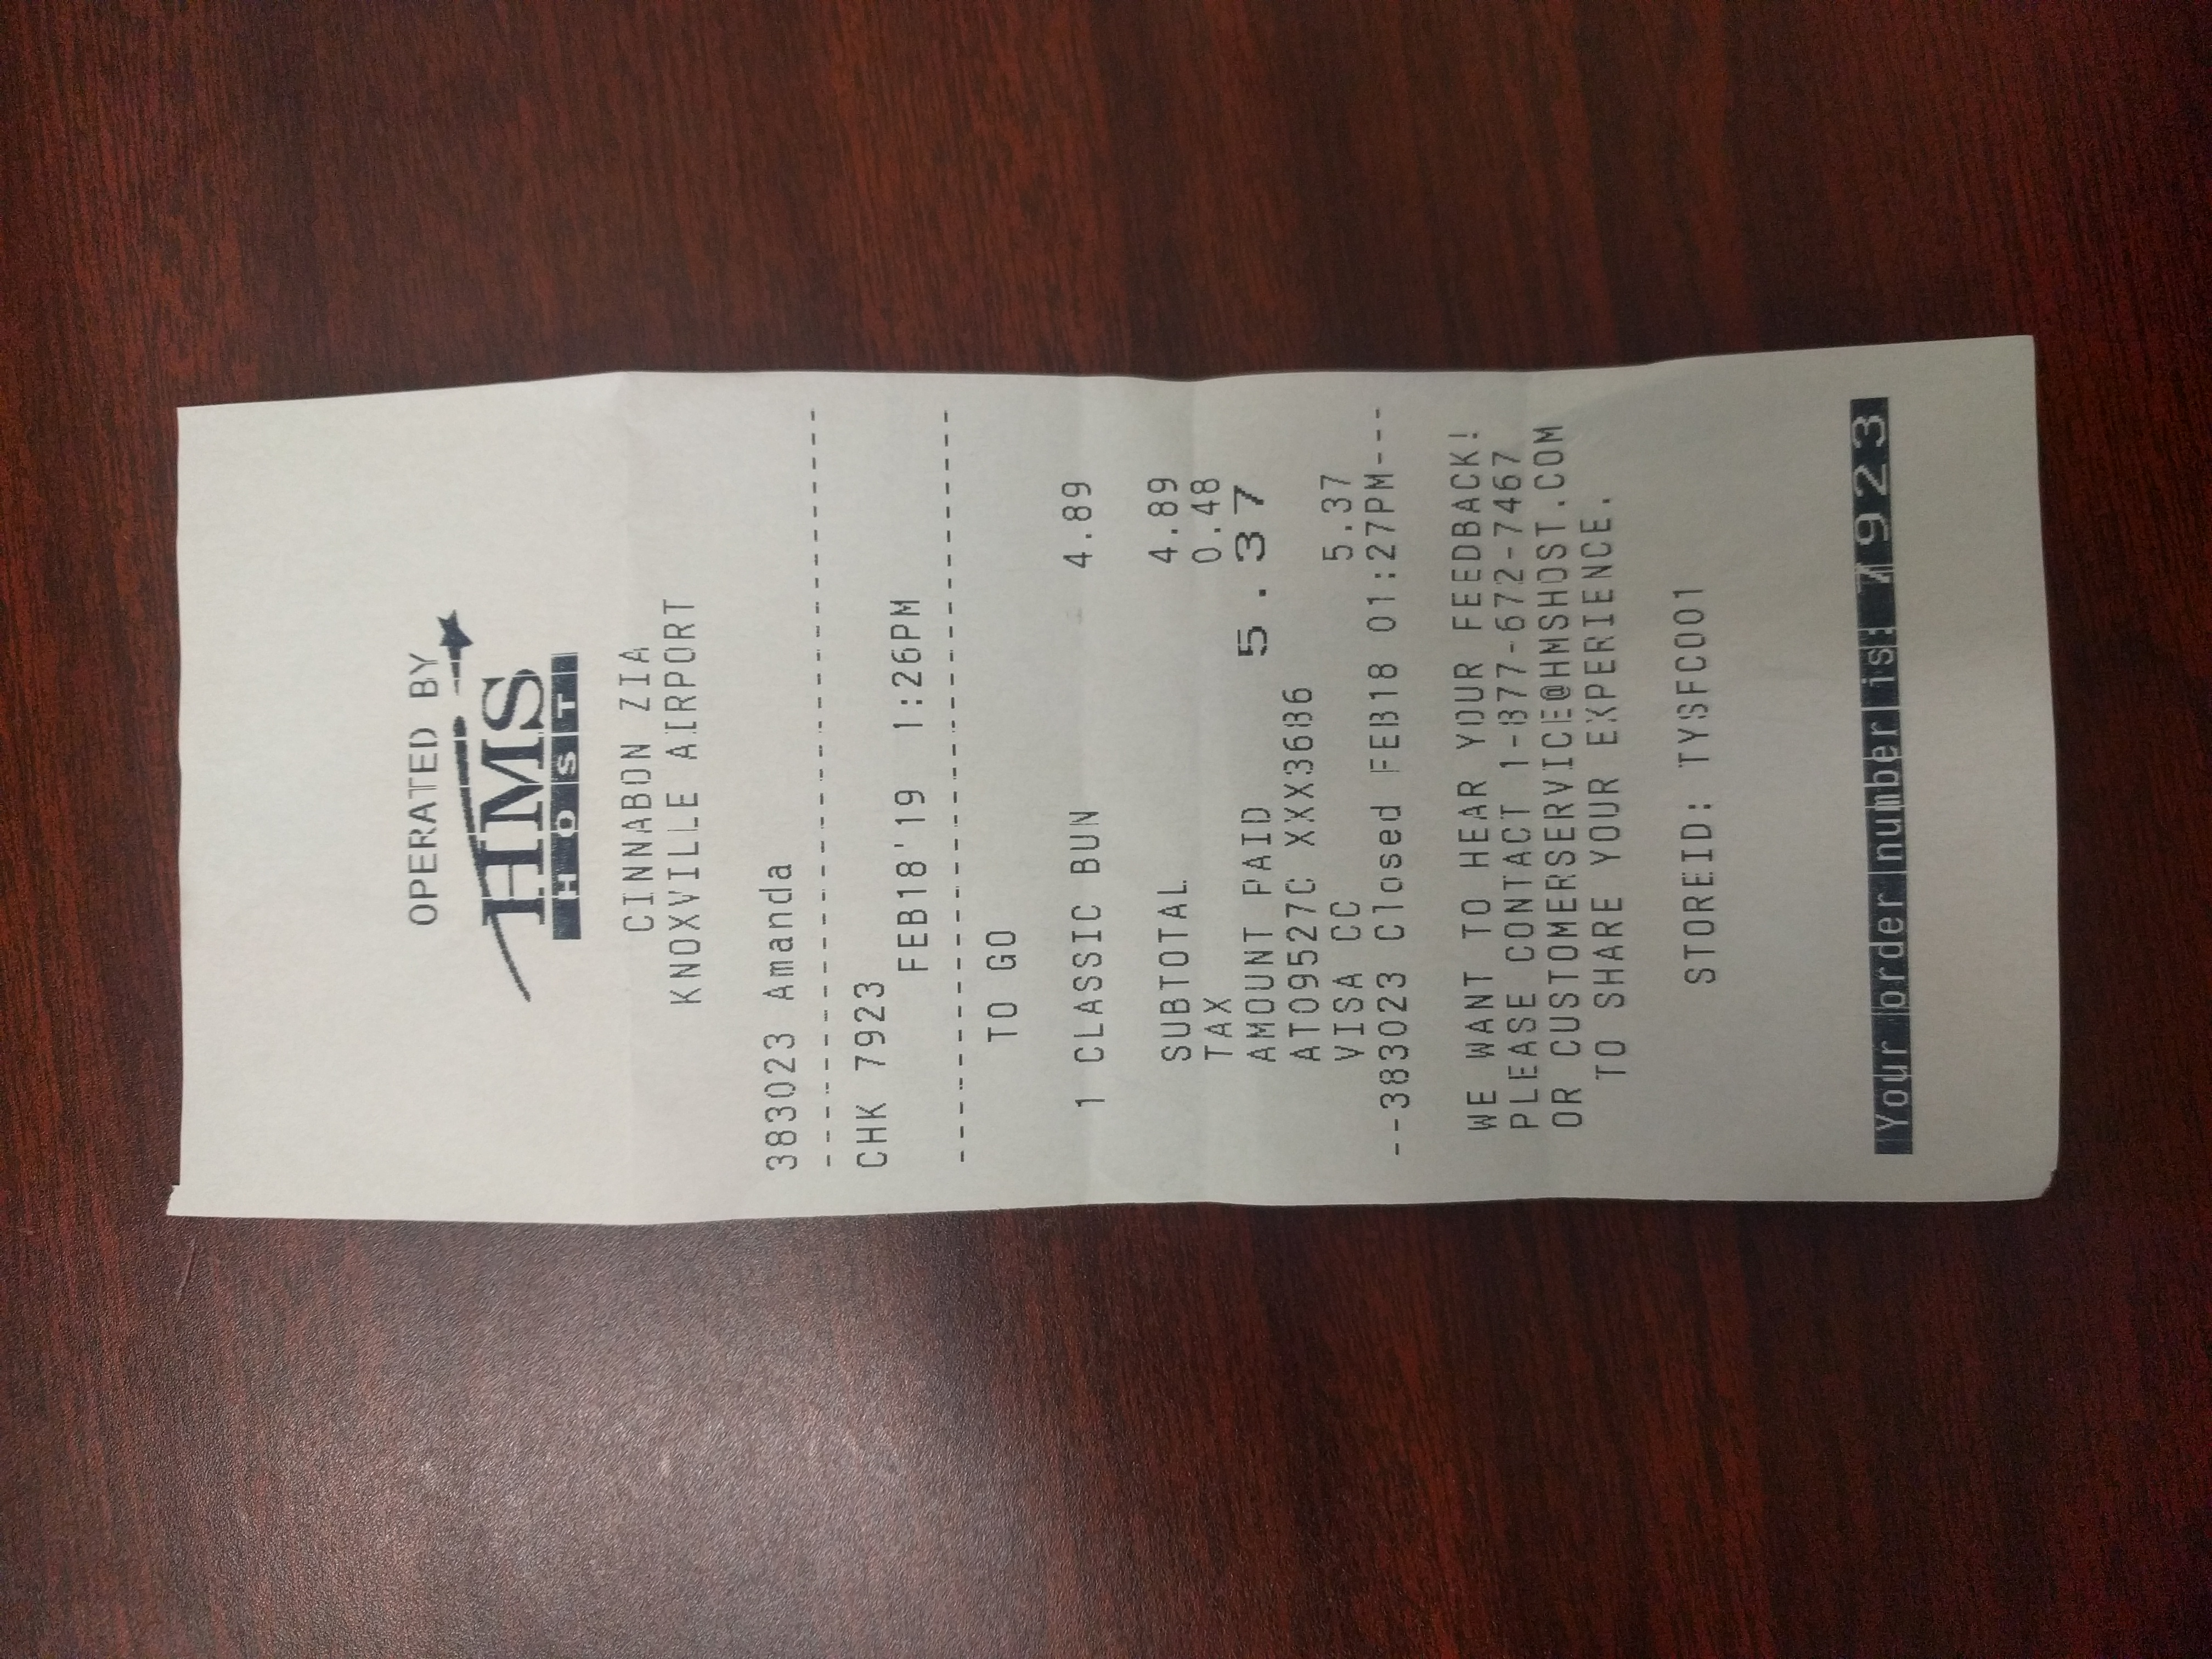 OPERATED BY
HMS
HOST
CINNABON ZIA
KNOXVILLE AIRPORT
383023 Amanda
--------------------------------------
CHK 7923
FEB18'19 1:26PM
--------------------------------------
TO GO
1 CLASSIC BUN 4.89
SUBTOTAL 4.89
TAX 0.48
AMOUNT PAID 5.37
AT09527C XXX3686
VISA CC 5.37
--383023 Closed FEB18 01:27PM---
WE WANT TO HEAR YOUR FEEDBACK!
PLEASE CONTACT 1-877-672-7467
OR CUSTOMERSERVICE@HMSHOST.COM
TO SHARE YOUR EXPERIENCE.
STOREID: TYSFC001
Your order number is: 7923